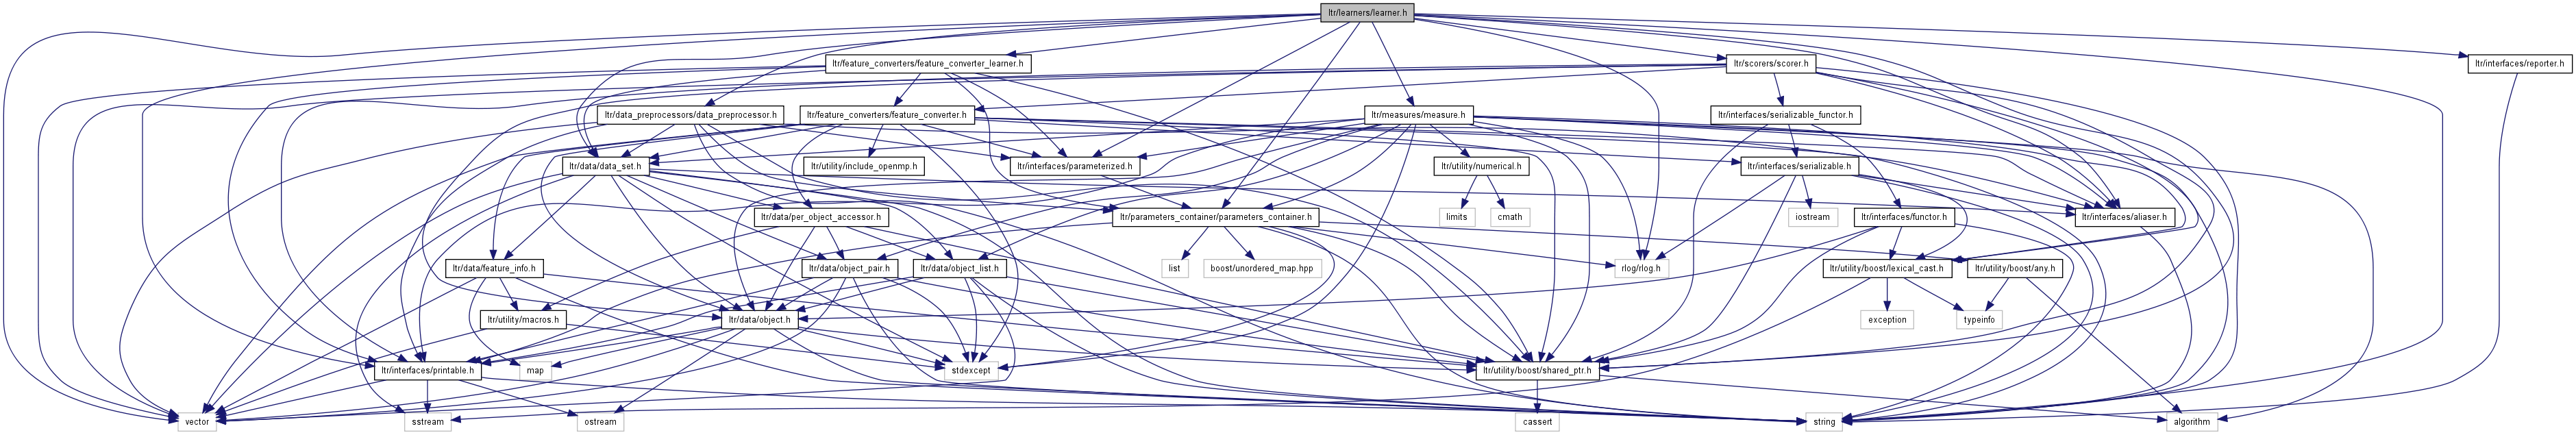 ltr/learners/learner.h
ltr/feature_converters/feature_converter_learner.h
ltr/scorers/scorer.h
ltr/interfaces/reporter.h
ltr/data_preprocessors/data_preprocessor.h
ltr/feature_converters/feature_converter.h
ltr/measures/measure.h
ltr/interfaces/serializable_functor.h
ltr/data/data_set.h
ltr/utility/include_openmp.h
ltr/interfaces/parameterized.h
ltr/utility/numerical.h
ltr/interfaces/serializable.h
ltr/data/per_object_accessor.h
ltr/parameters_container/parameters_container.h
limits
cmath
iostream
ltr/interfaces/functor.h
ltr/interfaces/aliaser.h
ltr/data/feature_info.h
ltr/data/object_pair.h
ltr/data/object_list.h
list
boost/unordered_map.hpp
rlog/rlog.h
ltr/utility/boost/lexical_cast.h
ltr/utility/boost/any.h
ltr/utility/macros.h
ltr/data/object.h
exception
typeinfo
ltr/interfaces/printable.h
map
stdexcept
ltr/utility/boost/shared_ptr.h
vector
sstream
ostream
cassert
string
algorithm